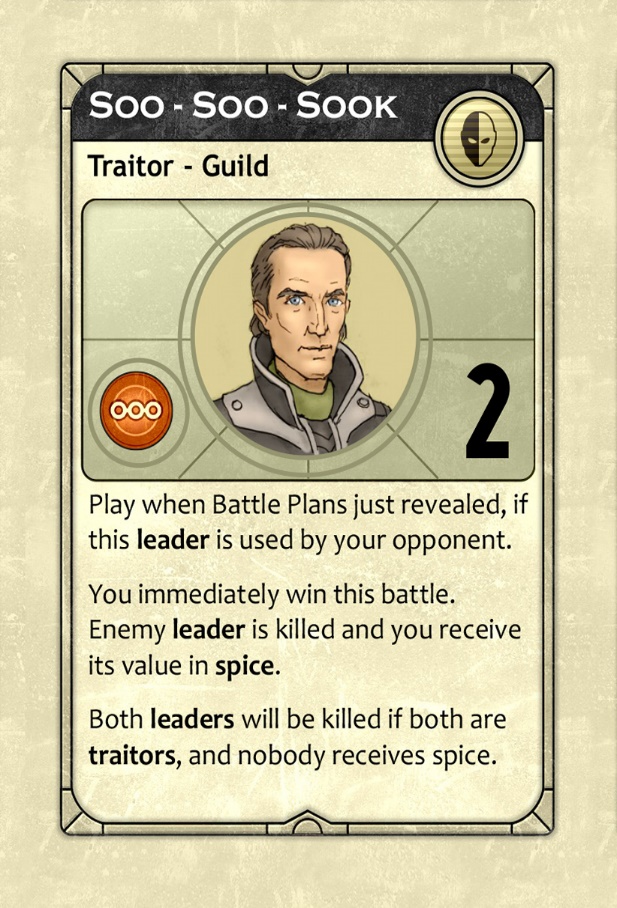 Soo - Soo - Sook
Traitor - Guild
2
Play when Battle Plans just revealed, if
this leader is used by your opponent.
You immediately win this battle.
Enemy leader is killed and you receive
its value in spice.
Both leaders will be killed if both are
traitors, and nobody receives spice.